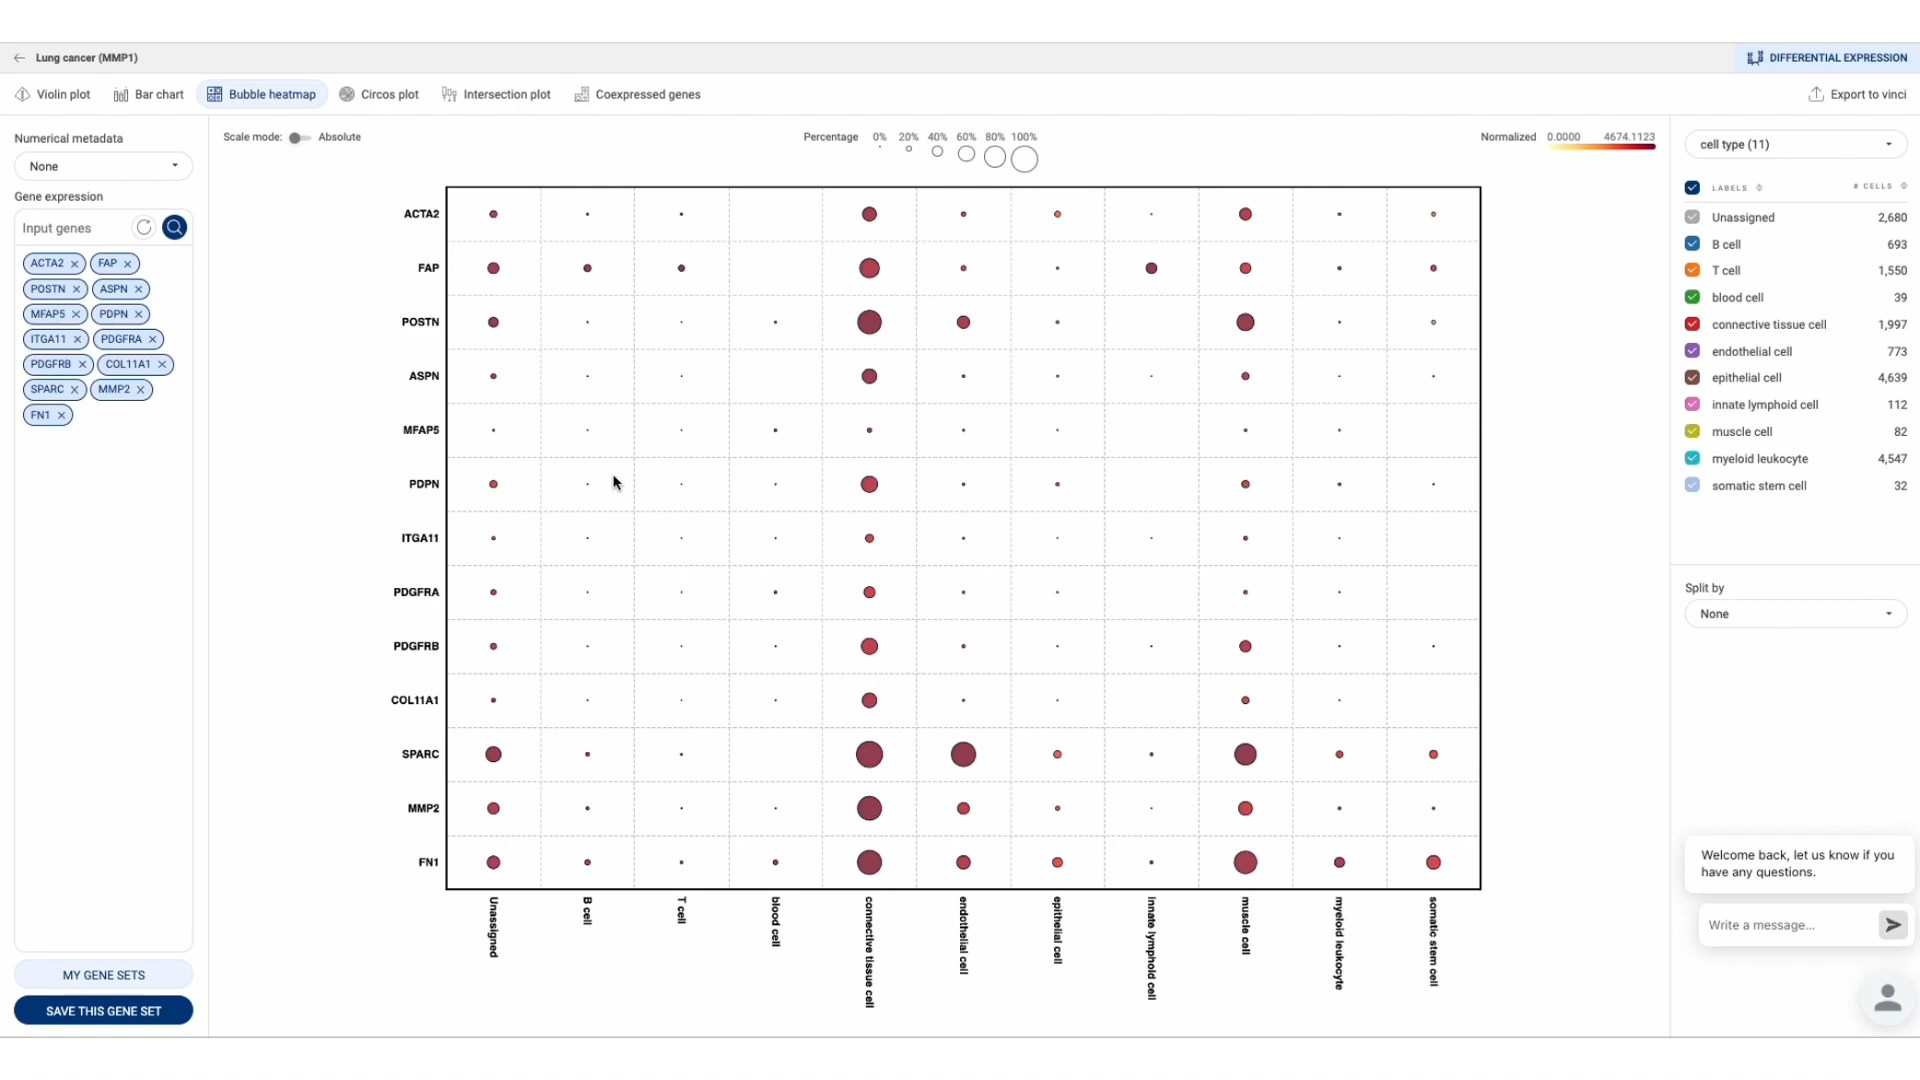 Lung cancer (MMP1)
DIFFERENTIAL EXPRESSION
Violin plot
Bar chart
Bubble heatmap
Circos plot
Intersection plot
Coexpressed genes
Export to vinci
Numerical metadata
None
Gene expression
Input genes
ACTA2 FAP
POSTN ASPN
MFAP5 PDPN
ITGA11 PDGFRA
PDGFRB COL11A1
SPARC MMP2
FN1
MY GENE SETS
SAVE THIS GENE SET
Scale mode: Absolute
Percentage 0% 20% 40% 60% 80% 100%
Normalized 0.0000 4674.1123
ACTA2
FAP
POSTN
ASPN
MFAP5
PDPN
ITGA11
PDGFRA
PDGFRB
COL11A1
SPARC
MMP2
FN1
Unassigned
B cell
T cell
blood cell
connective tissue cell
endothelial cell
epithelial cell
innate lymphoid cell
muscle cell
myeloid leukocyte
somatic stem cell
cell type (11)
LABELS # CELLS
Unassigned 2,680
B cell 693
T cell 1,550
blood cell 39
connective tissue cell 1,997
endothelial cell 773
epithelial cell 4,639
innate lymphoid cell 112
muscle cell 82
myeloid leukocyte 4,547
somatic stem cell 32
Split by
None
Welcome back, let us know if you
have any questions.
Write a message...